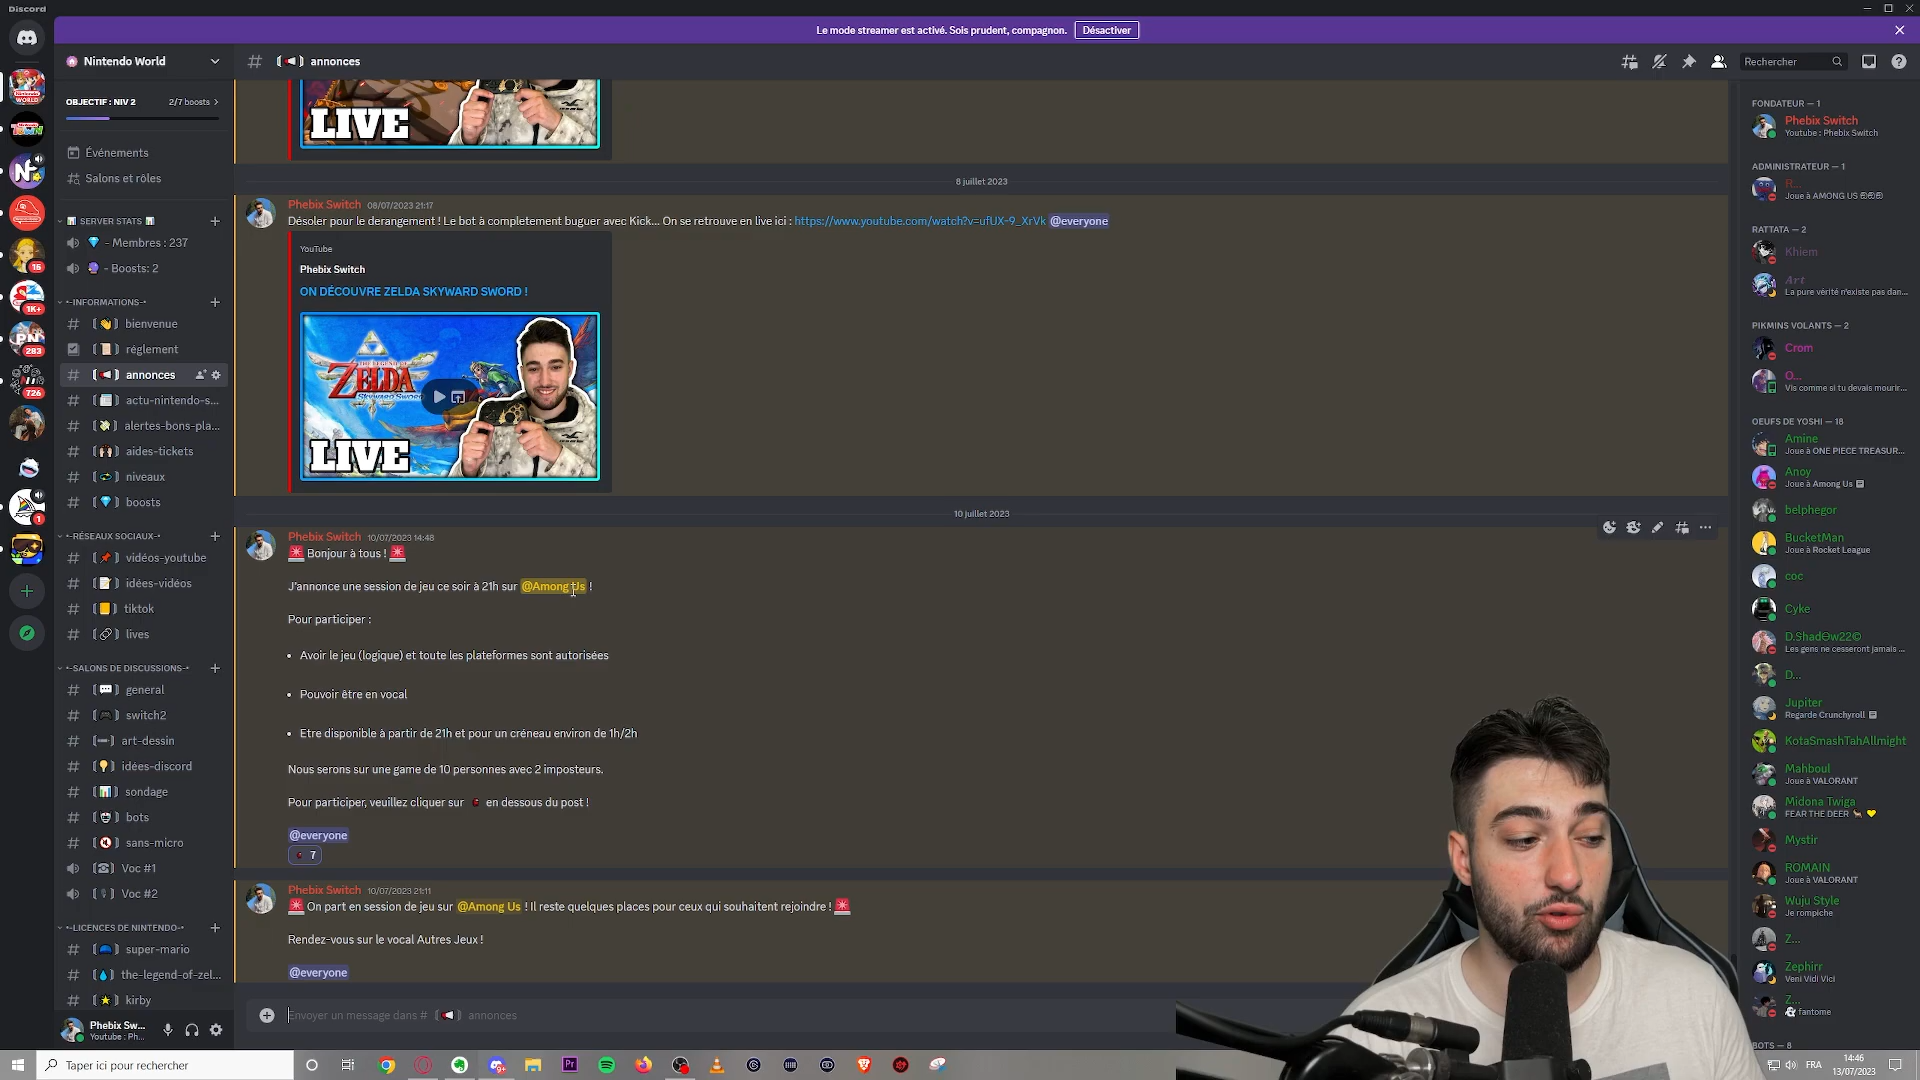 Discord
Le mode streamer est activé. Sois prudent, compagnon. Désactiver
Nintendo World
annonces
Rechercher
OBJECTIF : NIV 2 2/7 boosts
Événements
Salons et rôles
SERVER STATS
- Membres : 237
- Boosts: 2
•-INFORMATIONS-•
bienvenue
réglement
annonces
actu-nintendo-s...
alertes-bons-pla...
aides-tickets
niveaux
boosts
•-RÉSEAUX SOCIAUX-•
vidéos-youtube
idées-vidéos
tiktok
lives
•-SALONS DE DISCUSSIONS-•
general
switch2
art-dessin
idées-discord
sondage
bots
sans-micro
Voc #1
Voc #2
•-LICENCES DE NINTENDO-•
super-mario
the-legend-of-zel...
kirby
Phebix Sw...
Youtube : Ph...
16
1K+
283
726
1
LIVE
8 juillet 2023
Phebix Switch 08/07/2023 21:17
Désoler pour le derangement ! Le bot à completement buguer avec Kick... On se retrouve en live ici : https://www.youtube.com/watch?v=ufUX-9_XrVk @everyone
YouTube
Phebix Switch
ON DÉCOUVRE ZELDA SKYWARD SWORD !
THE LEGEND OF
ZELDA
SKYWARD SWORD
LIVE
10 juillet 2023
Phebix Switch 10/07/2023 14:48
Bonjour à tous !
J'annonce une session de jeu ce soir à 21h sur @Among Us !
Pour participer :
• Avoir le jeu (logique) et toute les plateformes sont autorisées
• Pouvoir être en vocal
• Etre disponible à partir de 21h et pour un créneau environ de 1h/2h
Nous serons sur une game de 10 personnes avec 2 imposteurs.
Pour participer, veuillez cliquer sur en dessous du post !
@everyone
7
Phebix Switch 10/07/2023 21:11
On part en session de jeu sur @Among Us ! Il reste quelques places pour ceux qui souhaitent rejoindre !
Rendez-vous sur le vocal Autres Jeux !
@everyone
Envoyer un message dans # annonces
FONDATEUR — 1
Phebix Switch
Youtube : Phebix Switch
ADMINISTRATEUR — 1
R...
Joue à AMONG US
RATTATA — 2
Khiem
Art
La pure vérité n'existe pas dan...
PIKMINS VOLANTS — 2
Crom
O...
Vis comme si tu devais mourir...
OEUFS DE YOSHI — 18
Amine
Joue à ONE PIECE TREASUR...
Anoy
Joue à Among Us
belphegor
BucketMan
Joue à Rocket League
coc
Cyke
D.ShadӨw22©
Les gens ne cesseront jamais ...
D...
Jupiter
Regarde Crunchyroll
KotaSmashTahAllmight
Mahboul
Joue à VALORANT
Midona Twiga
FEAR THE DEER
Mystir
ROMAIN
Joue à VALORANT
Wuju Style
Je rompiche
Z...
Zephirr
Veni Vidi Vici
Z...
fantome
BOTS — 8
Taper ici pour rechercher
FRA
14:46
13/07/2023